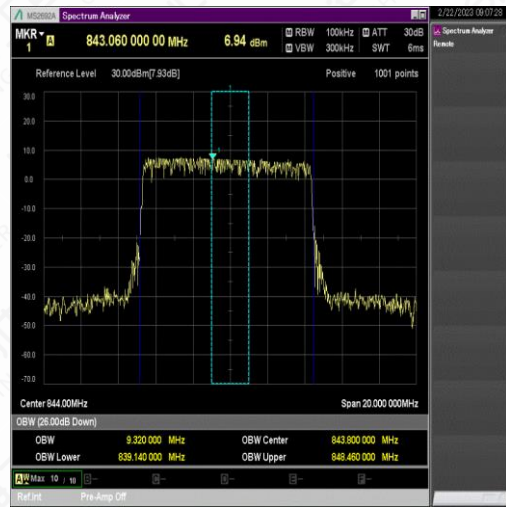 MS2692A Spectrum Analyzer
2/22/2023 09:07:28
MKR 1 A 843.060 000 00 MHz 6.94 dBm M RBW 100kHz M ATT 30dB
M VBW 300kHz SWT 6ms
Spectrum Analyzer
Remote
Reference Level 30.00dBm[7.93dB] Positive 1001 points
30.0
20.0
10.0
0.0
-10.0
-20.0
-30.0
-40.0
-50.0
-60.0
-70.0
1
Center 844.00MHz Span 20.000 000MHz
OBW (26.00dB Down)
OBW 9.320 000 MHz OBW Center 843.800 000 MHz
OBW Lower 839.140 000 MHz OBW Upper 848.460 000 MHz
Max 10 / 10
Ref.Int Pre-Amp Off